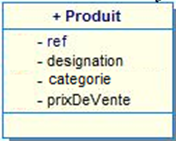 + Produit
- ref
- designation
- categorie
- prixDeVente